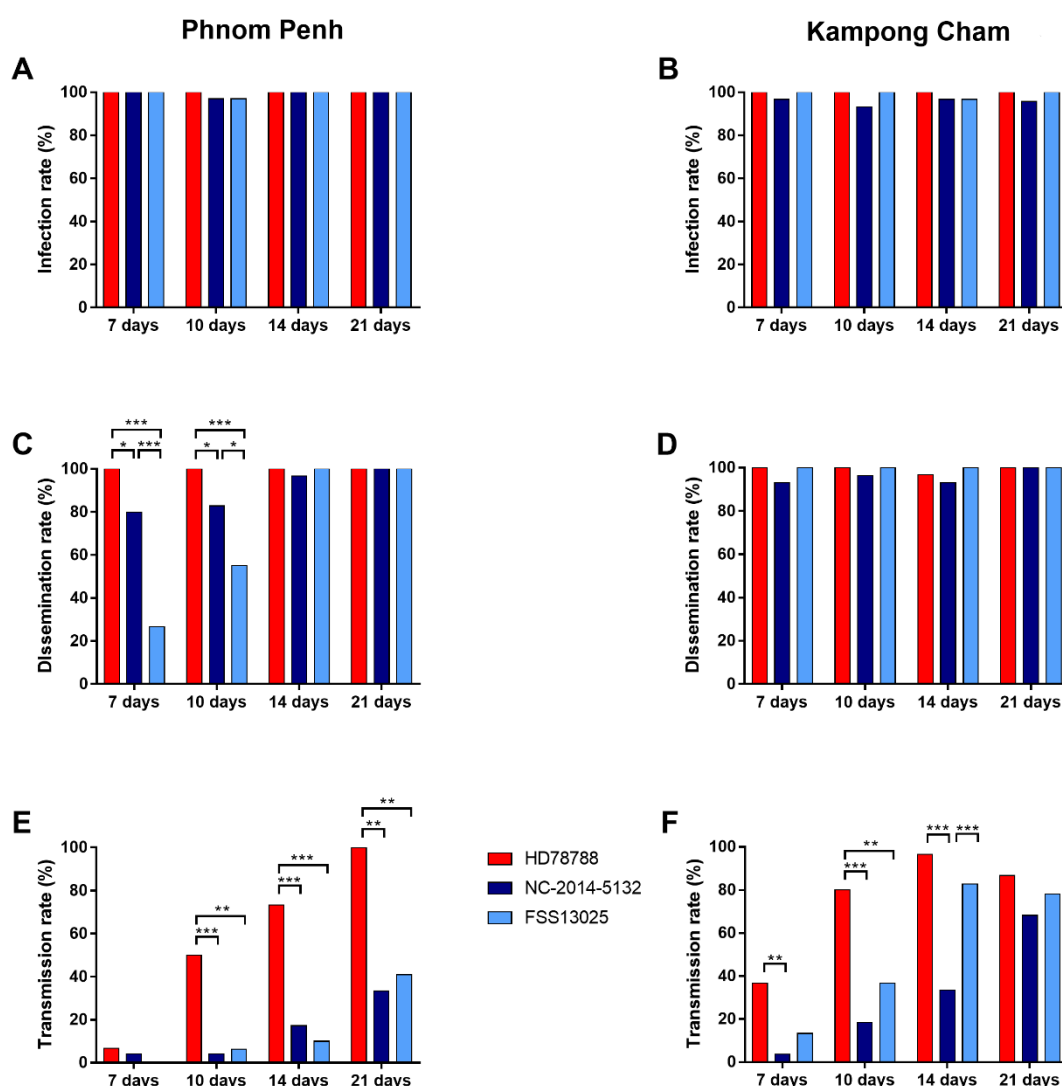 Phnom Penh
Kampong Cham
A
Infection rate (%)
100
80
60
40
20
0
7 days 10 days 14 days 21 days
B
Infection rate (%)
100
80
60
40
20
0
7 days 10 days 14 days 21 days
C
Dissemination rate (%)
*** ***
* *** * *
100
80
60
40
20
0
7 days 10 days 14 days 21 days
D
Dissemination rate (%)
100
80
60
40
20
0
7 days 10 days 14 days 21 days
E
Transmission rate (%)
**
**
***
***
**
***
100
80
60
40
20
0
7 days 10 days 14 days 21 days
HD78788
NC-2014-5132
FSS13025
F
Transmission rate (%)
*** ***
**
***
**
100
80
60
40
20
0
7 days 10 days 14 days 21 days